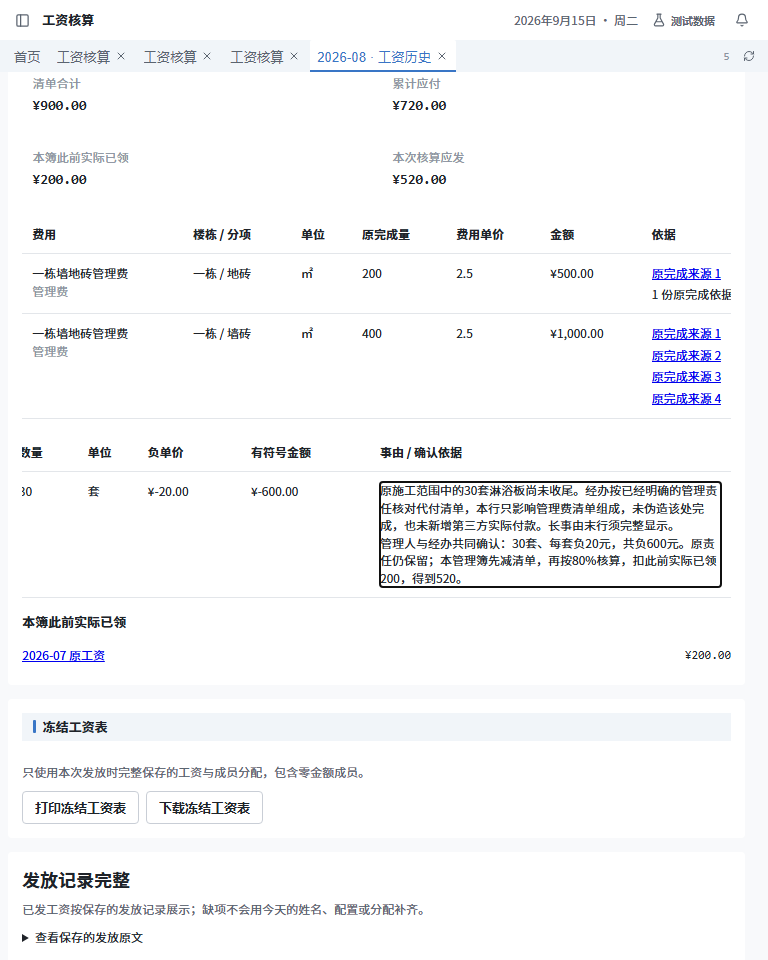 工资核算
2026年9月15日 • 周二 测试数据
首页 工资核算 × 工资核算 × 工资核算 × 2026-08 · 工资历史 × 5
清单合计 累计应付
¥900.00 ¥720.00
本簿此前实际已领 本次核算应发
¥200.00 ¥520.00
费用 楼栋 / 分项 单位 原完成量 费用单价 金额 依据
一栋墙地砖管理费 一栋 / 地砖 ㎡ 200 2.5 ¥500.00 原完成来源 1
管理费 1 份原完成依据
一栋墙地砖管理费 一栋 / 墙砖 ㎡ 400 2.5 ¥1,000.00 原完成来源 1
管理费 原完成来源 2
原完成来源 3
原完成来源 4
数量 单位 负单价 有符号金额 事由 / 确认依据
30 套 ¥-20.00 ¥-600.00 原施工范围中的30套淋浴板尚未收尾。经办按已经明确的管理责
任核对代付清单，本行只影响管理费清单组成，未伪造该处完
成，也未新增第三方实际付款。长事由末行须完整显示。
管理人与经办共同确认：30套、每套负20元，共负600元。原责
任仍保留；本管理簿先减清单，再按80%核算，扣此前实际已领
200，得到520。
本簿此前实际已领
2026-07 原工资 ¥200.00
冻结工资表
只使用本次发放时完整保存的工资与成员分配，包含零金额成员。
打印冻结工资表 下载冻结工资表
发放记录完整
已发工资按保存的发放记录展示；缺项不会用今天的姓名、配置或分配补齐。
▶ 查看保存的发放原文